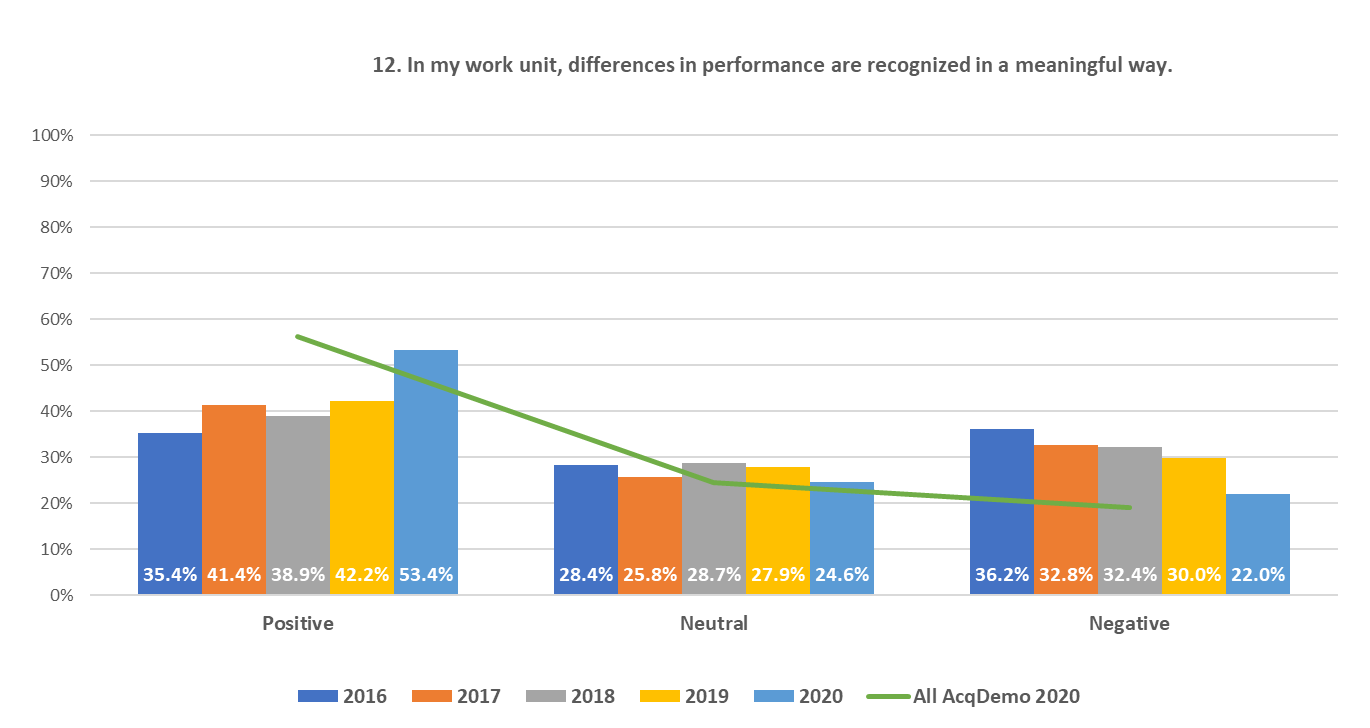 12. In my work unit, differences in performance are recognized in a meaningful way.
100%
90%
80%
70%
60%
50%
40%
30%
20%
10%
0%
35.4% 41.4% 38.9% 42.2% 53.4%
28.4% 25.8% 28.7% 27.9% 24.6%
36.2% 32.8% 32.4% 30.0% 22.0%
Positive Neutral Negative
2016 2017 2018 2019 2020 All AcqDemo 2020